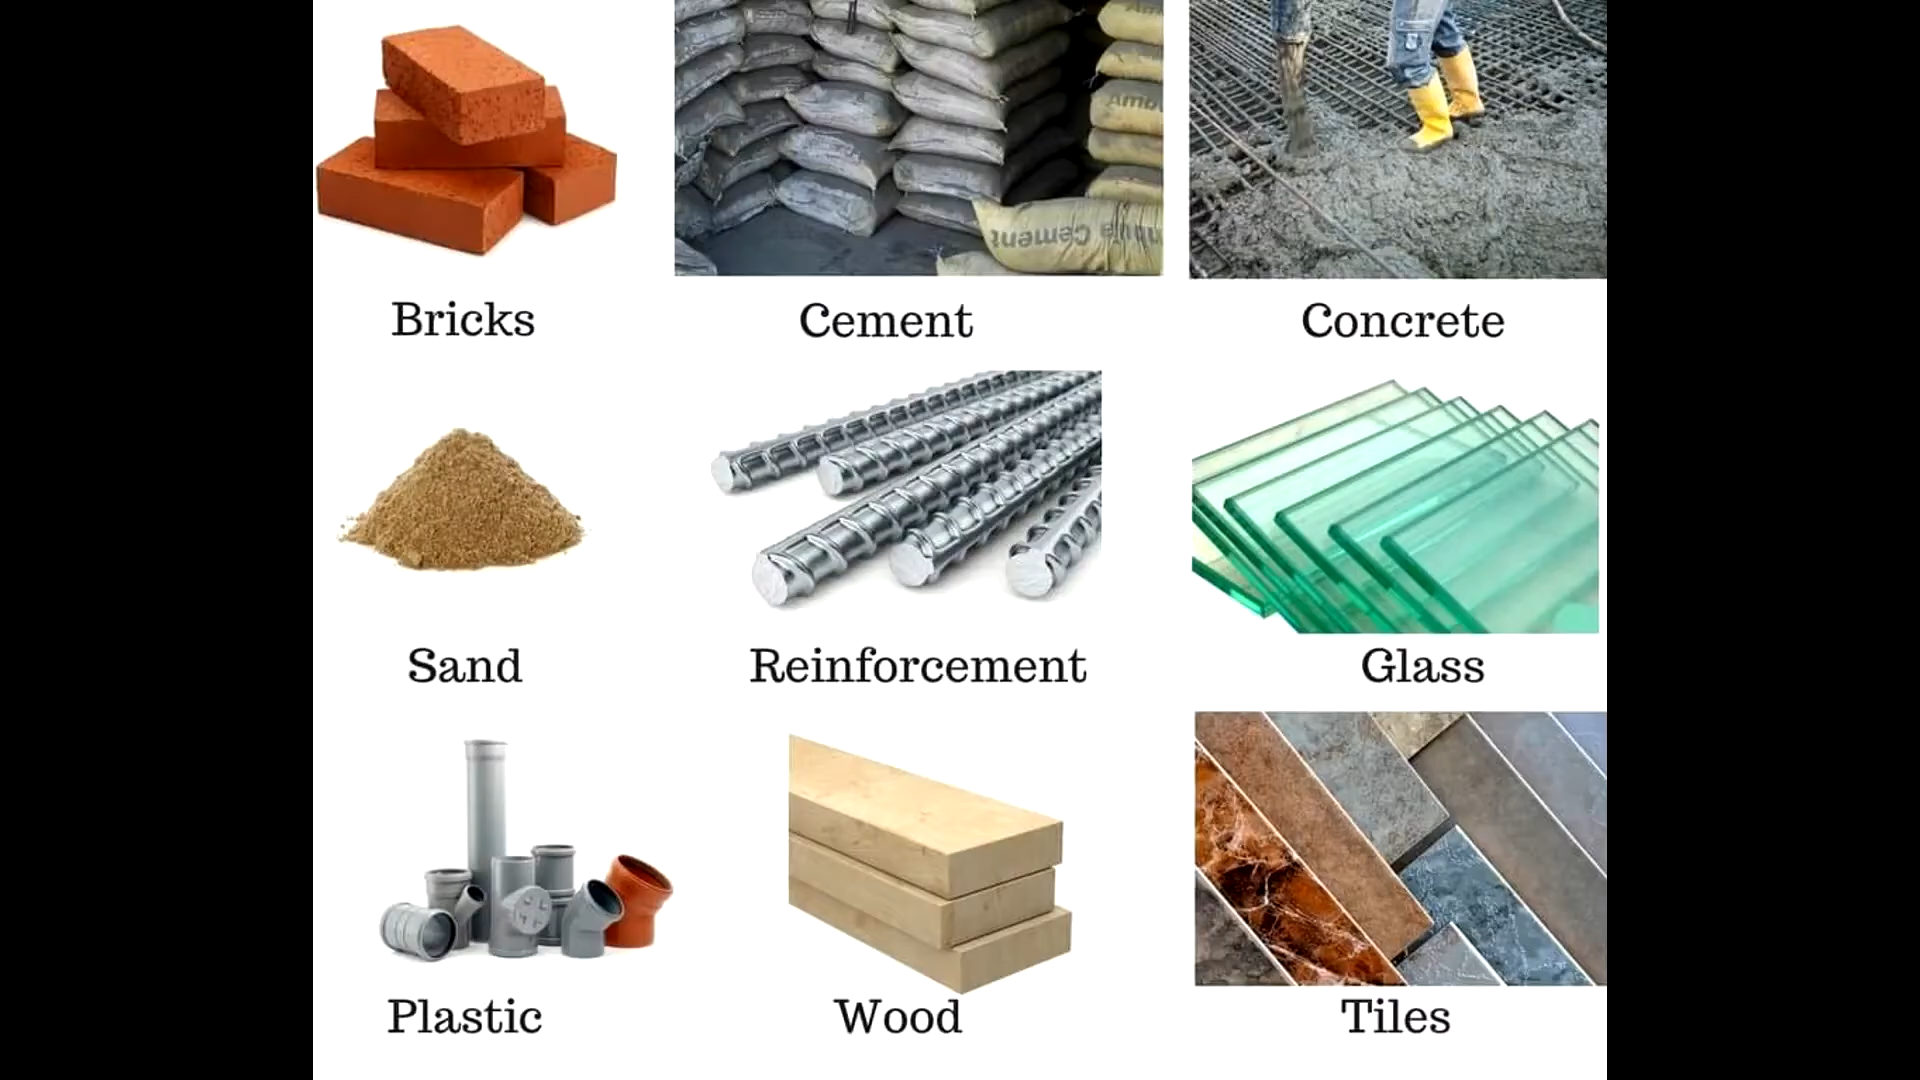 Bricks
Cement
Concrete
Sand
Reinforcement
Glass
Plastic
Wood
Tiles